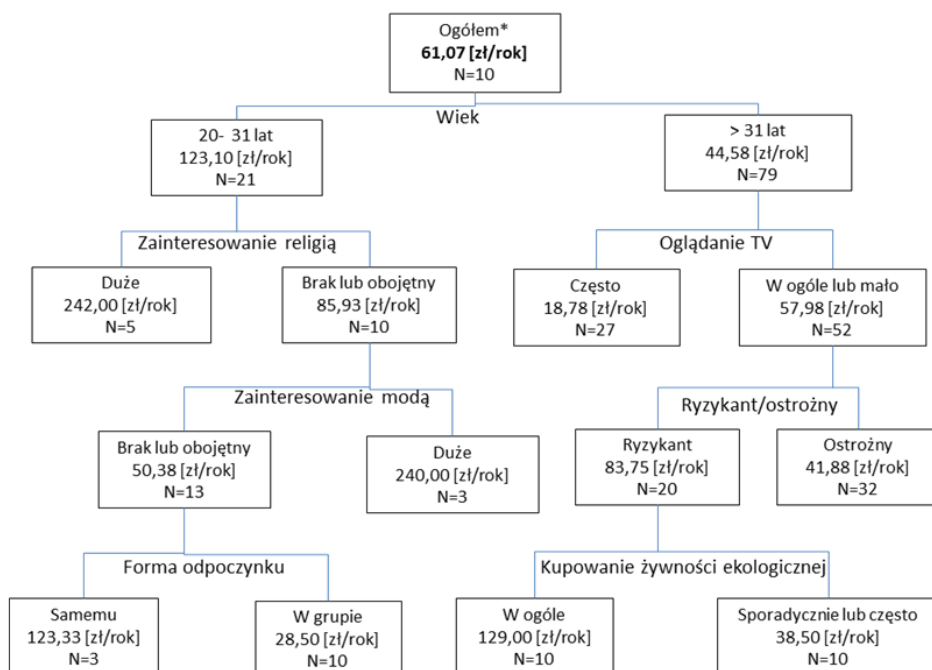 Ogółem*
61,07 [zł/rok]
N=10
Wiek
20- 31 lat
123,10 [zł/rok]
N=21
> 31 lat
44,58 [zł/rok]
N=79
Zainteresowanie religią
Oglądanie TV
Duże
242,00 [zł/rok]
N=5
Brak lub obojętny
85,93 [zł/rok]
N=10
Często
18,78 [zł/rok]
N=27
W ogóle lub mało
57,98 [zł/rok]
N=52
Zainteresowanie modą
Ryzykant/ostrożny
Brak lub obojętny
50,38 [zł/rok]
N=13
Duże
240,00 [zł/rok]
N=3
Ryzykant
83,75 [zł/rok]
N=20
Ostrożny
41,88 [zł/rok]
N=32
Forma odpoczynku
Kupowanie żywności ekologicznej
Samemu
123,33 [zł/rok]
N=3
W grupie
28,50 [zł/rok]
N=10
W ogóle
129,00 [zł/rok]
N=10
Sporadycznie lub często
38,50 [zł/rok]
N=10